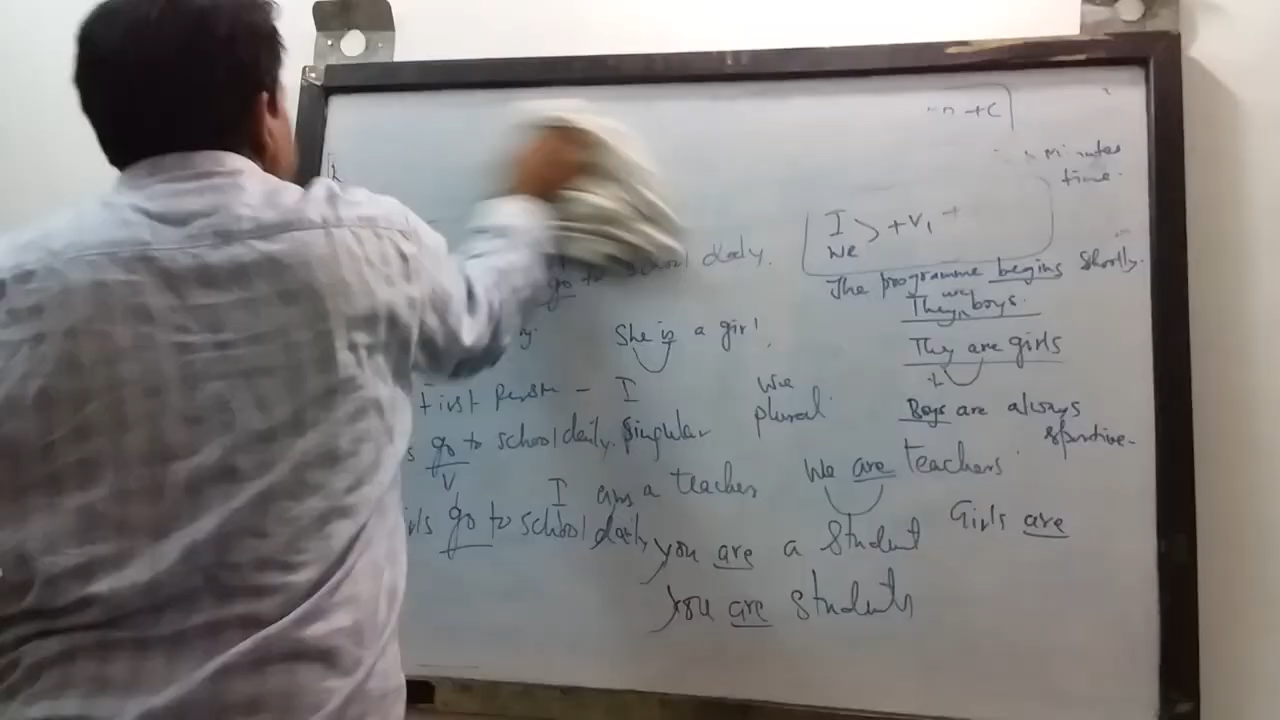 n + C
Minutes
time.
I
We > + V1 +
The programme begins shortly.
go to school daily.
They boys.
She is a girl.
They are girls
First Person - I We
Singular plural.
Boys are always
sportive.
go to school daily.
V
We are teachers.
I am a teacher
Girls are
go to school daily
you are a student
you are students